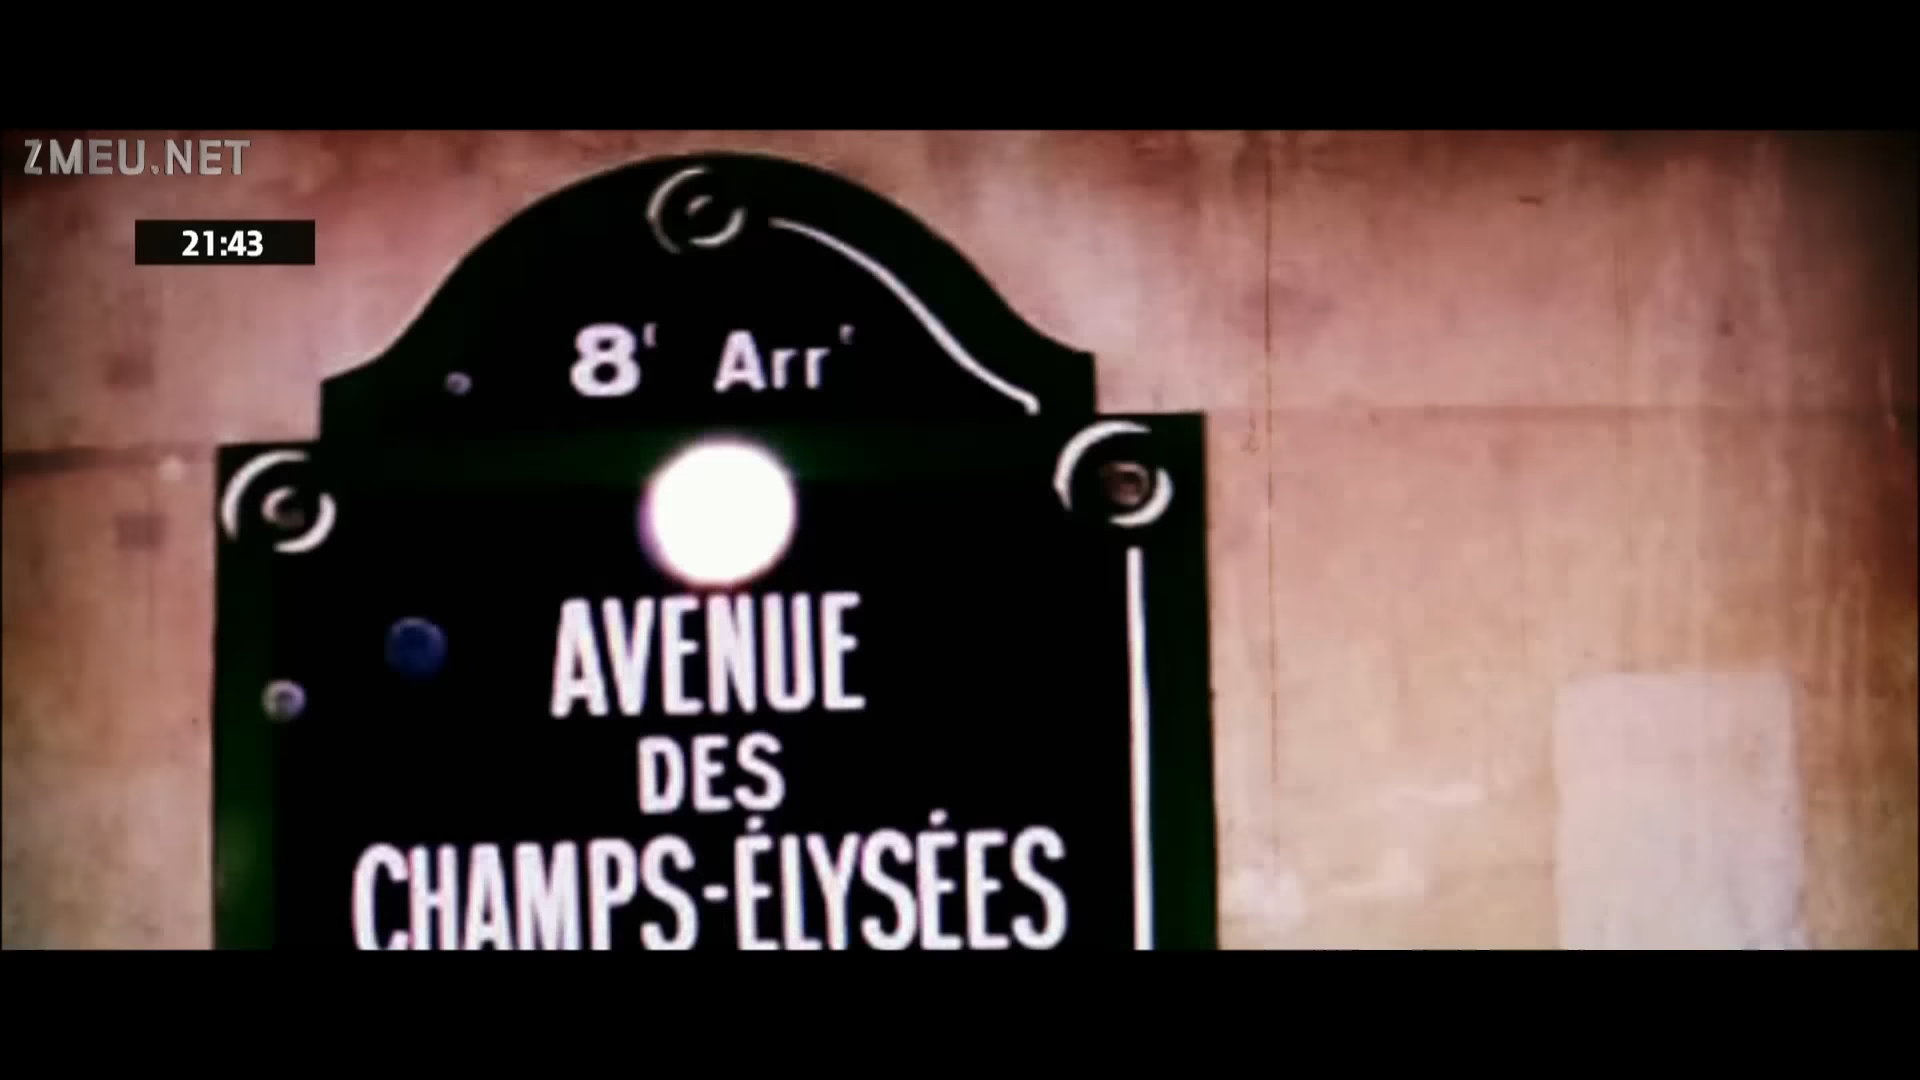 ZMEU.NET
21:43
8e Arrt
AVENUE
DES
CHAMPS-ÉLYSÉES